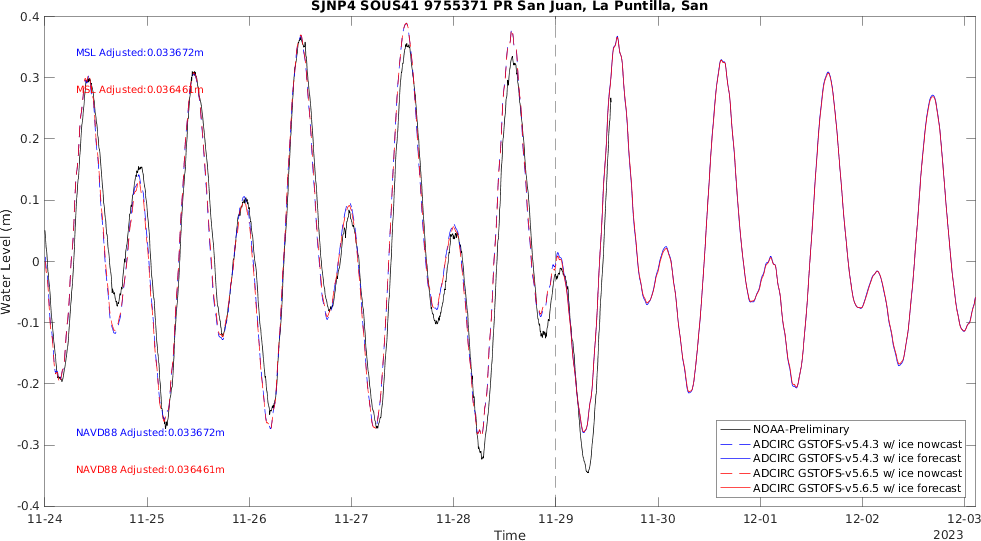 SJNP4 SOUS41 9755371 PR San Juan, La Puntilla, San
0.4
0.3
0.2
0.1
0
-0.1
-0.2
-0.3
-0.4
Water Level (m)
MSL Adjusted:0.033672m
MSL Adjusted:0.036461m
NAVD88 Adjusted:0.033672m
NAVD88 Adjusted:0.036461m
NOAA-Preliminary
ADCIRC GSTOFS-v5.4.3 w/ ice nowcast
ADCIRC GSTOFS-v5.4.3 w/ ice forecast
ADCIRC GSTOFS-v5.6.5 w/ ice nowcast
ADCIRC GSTOFS-v5.6.5 w/ ice forecast
11-24 11-25 11-26 11-27 11-28 11-29 11-30 12-01 12-02 12-03
Time
2023